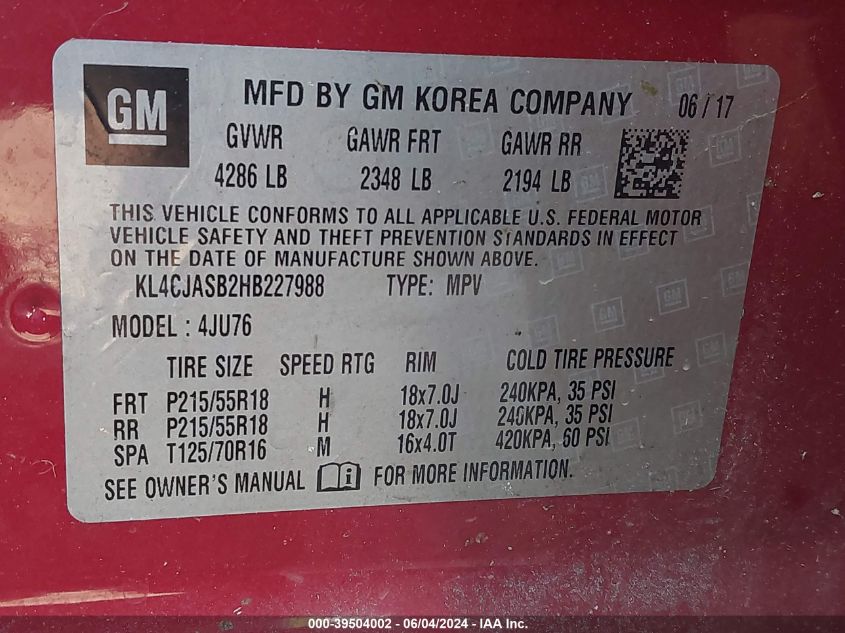 GM
MFD BY GM KOREA COMPANY 06/17
GVWR GAWR FRT GAWR RR
4286 LB 2348 LB 2194 LB
THIS VEHICLE CONFORMS TO ALL APPLICABLE U.S. FEDERAL MOTOR
VEHICLE SAFETY AND THEFT PREVENTION STANDARDS IN EFFECT
ON THE DATE OF MANUFACTURE SHOWN ABOVE.
KL4CJASB2HB227988 TYPE: MPV
MODEL : 4JU76
TIRE SIZE SPEED RTG RIM COLD TIRE PRESSURE
FRT P215/55R18 H 18x7.0J 240KPA, 35 PSI
RR P215/55R18 H 18x7.0J 240KPA, 35 PSI
SPA T125/70R16 M 16x4.0T 420KPA, 60 PSI
SEE OWNER'S MANUAL FOR MORE INFORMATION.
000-39504002 - 06/04/2024 - IAA Inc.